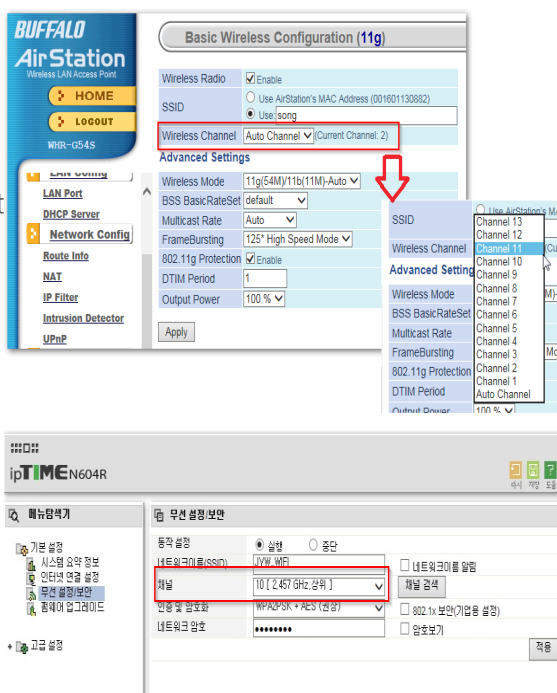 BUFFALO
AirStation
Wireless LAN Access Point
HOME
LOGOUT
WHR-G54S
LAN Config
LAN Port
DHCP Server
Network Config
Route Info
NAT
IP Filter
Intrusion Detector
UPnP
Basic Wireless Configuration (11g)
Wireless Radio Enable
SSID Use AirStation's MAC Address (001601130882)
Use: song
Wireless Channel Auto Channel (Current Channel: 2)
Advanced Settings
Wireless Mode 11g(54M)/11b(11M)-Auto
BSS BasicRateSet default
Multicast Rate Auto
FrameBursting 125* High Speed Mode
802.11g Protection Enable
DTIM Period 1
Output Power 100 %
Apply
SSID Use AirStation's MA
Wireless Channel (Cu
Advanced Setting
Wireless Mode M)-
BSS BasicRateSet
Multicast Rate
FrameBursting Mo
802.11g Protection
DTIM Period
Output Power 100 %
Channel 13
Channel 12
Channel 11
Channel 10
Channel 9
Channel 8
Channel 7
Channel 6
Channel 5
Channel 4
Channel 3
Channel 2
Channel 1
Auto Channel
ipTIME N604R
다시 저장 도움
메뉴탐색기
기본 설정
시스템 요약 정보
인터넷 연결 설정
무선 설정/보안
펌웨어 업그레이드
고급 설정
무선 설정/보안
동작 설정 실행 중단
네트워크이름(SSID) JYW_WIFI 네트워크이름 알림
채널 10 [ 2,457 GHz,상위 ] 채널 검색
인증 및 암호화 WPA2PSK + AES (권장) 802.1x 보안(기업용 설정)
네트워크 암호 •••••••• 암호보기
적용